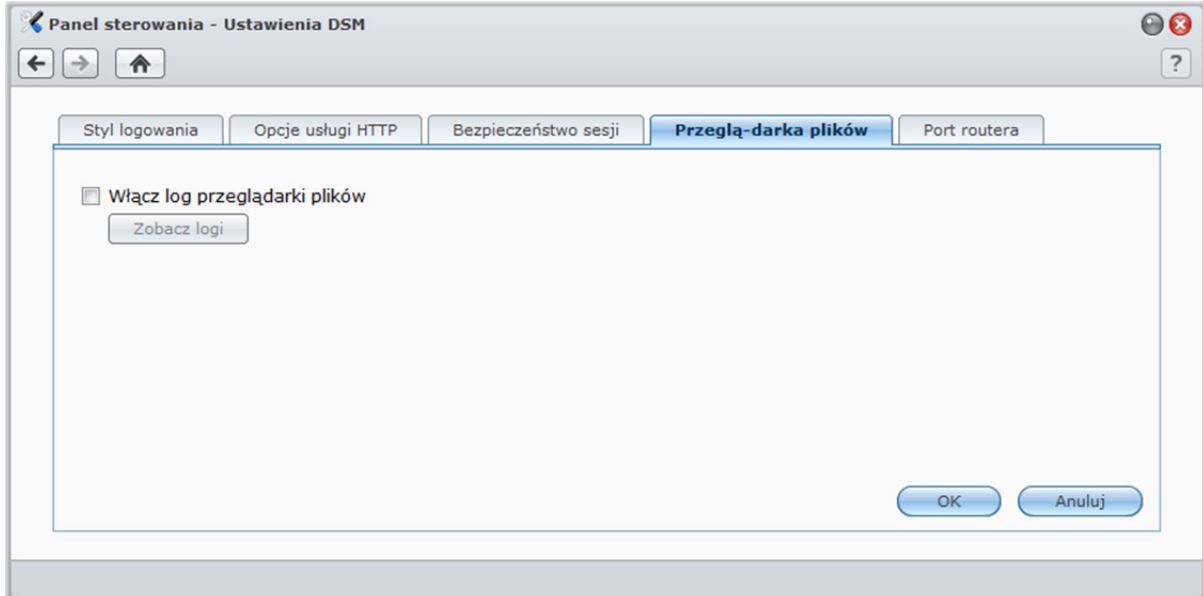 Panel sterowania - Ustawienia DSM
?
Styl logowania Opcje usługi HTTP Bezpieczeństwo sesji Przeglą-darka plików Port routera
Włącz log przeglądarki plików
Zobacz logi
OK Anuluj